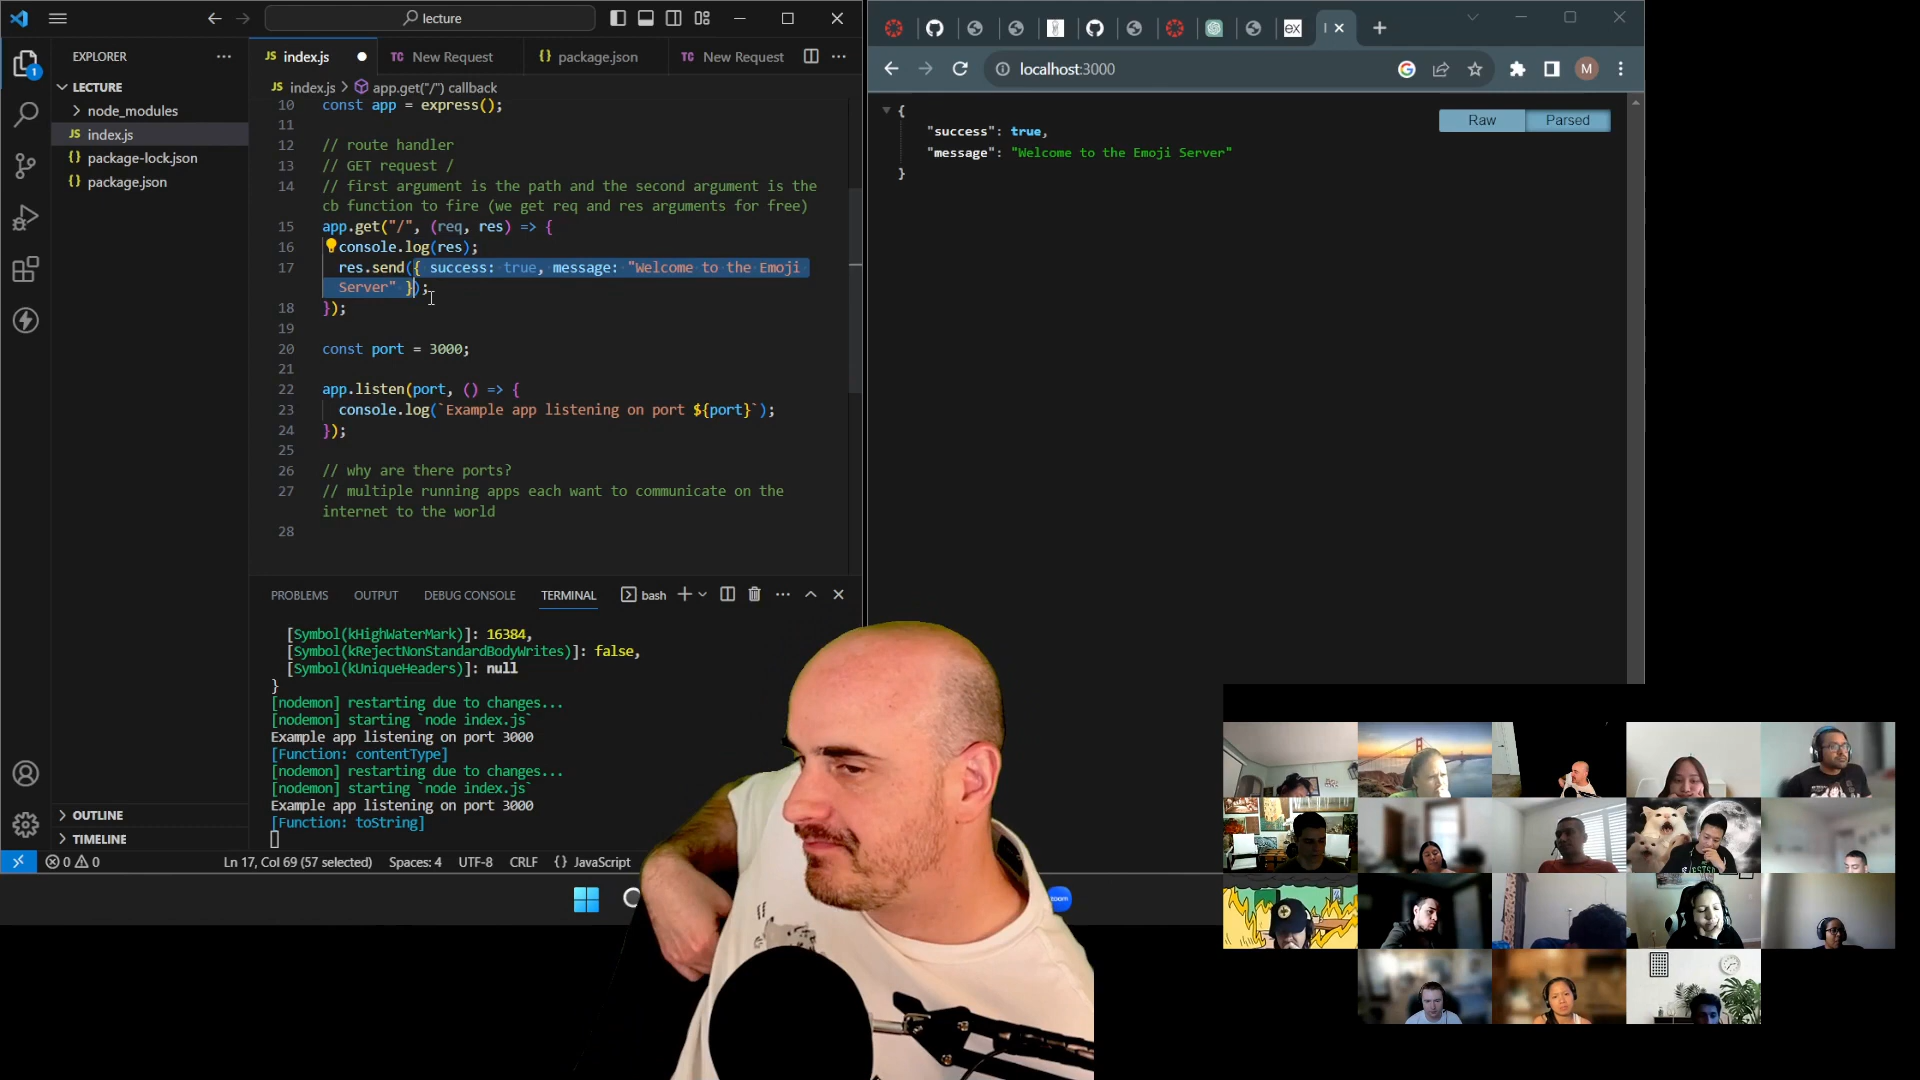 lecture
EXPLORER
LECTURE
node_modules
JS index.js
package-lock.json
package.json
OUTLINE
TIMELINE
1
JS index.js
TC New Request
{} package.json
TC New Request
JS index.js > app.get("/") callback
10 const app = express();
11
12 // route handler
13 // GET request /
14 // first argument is the path and the second argument is the
cb function to fire (we get req and res arguments for free)
15 app.get("/", (req, res) => {
16 console.log(res);
17 res.send({ success: true, message: "Welcome to the Emoji
Server" });
18 });
19
20 const port = 3000;
21
22 app.listen(port, () => {
23 console.log(`Example app listening on port ${port}`);
24 });
25
26 // why are there ports?
27 // multiple running apps each want to communicate on the
internet to the world
28
PROBLEMS OUTPUT DEBUG CONSOLE TERMINAL bash
[Symbol(kHighWaterMark)]: 16384,
[Symbol(kRejectNonStandardBodyWrites)]: false,
[Symbol(kUniqueHeaders)]: null
}
[nodemon] restarting due to changes...
[nodemon] starting `node index.js`
Example app listening on port 3000
[Function: contentType]
[nodemon] restarting due to changes...
[nodemon] starting `node index.js`
Example app listening on port 3000
[Function: toString]
0 0 Ln 17, Col 69 (57 selected) Spaces: 4 UTF-8 CRLF {} JavaScript
ex
localhost:3000
M
Raw Parsed
{
"success": true,
"message": "Welcome to the Emoji Server"
}
zoom